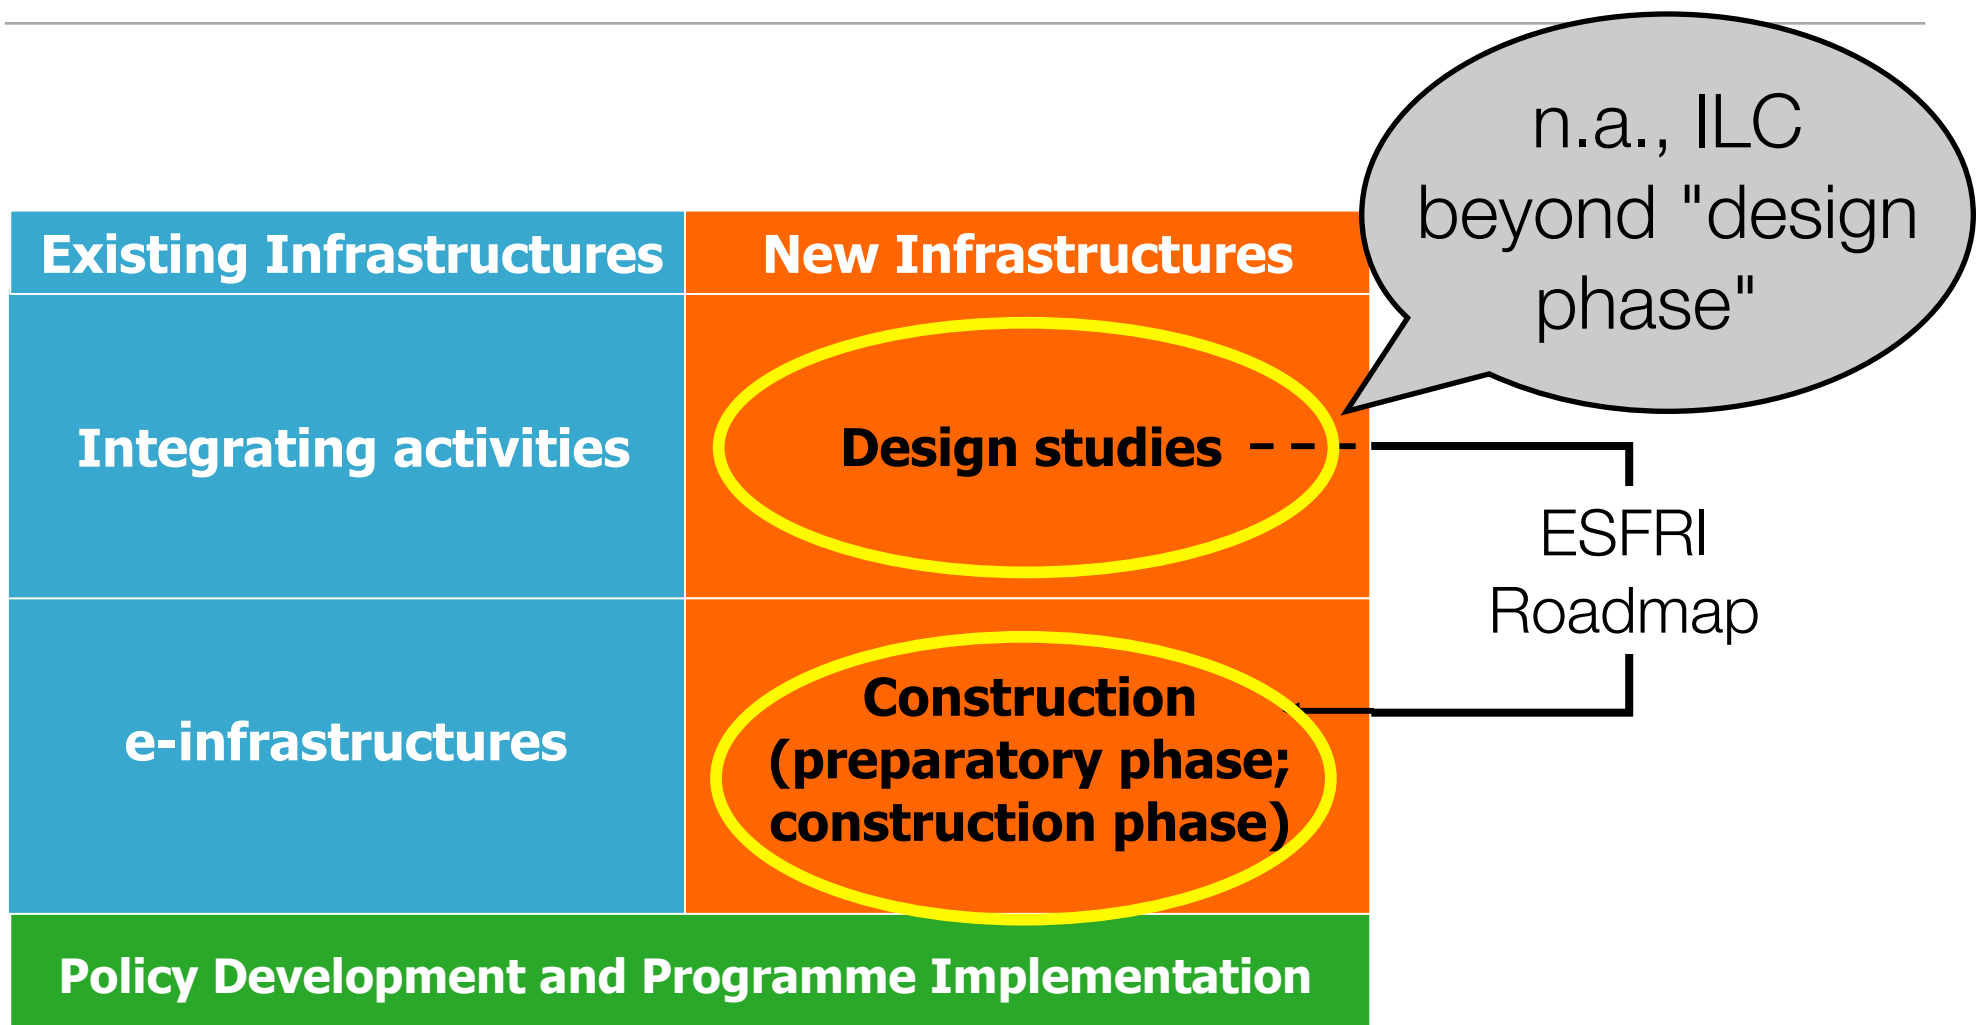 n.a., ILC
beyond "design
phase"
Existing Infrastructures
New Infrastructures
Integrating activities
Design studies
ESFRI
Roadmap
e-infrastructures
Construction
(preparatory phase;
construction phase)
Policy Development and Programme Implementation